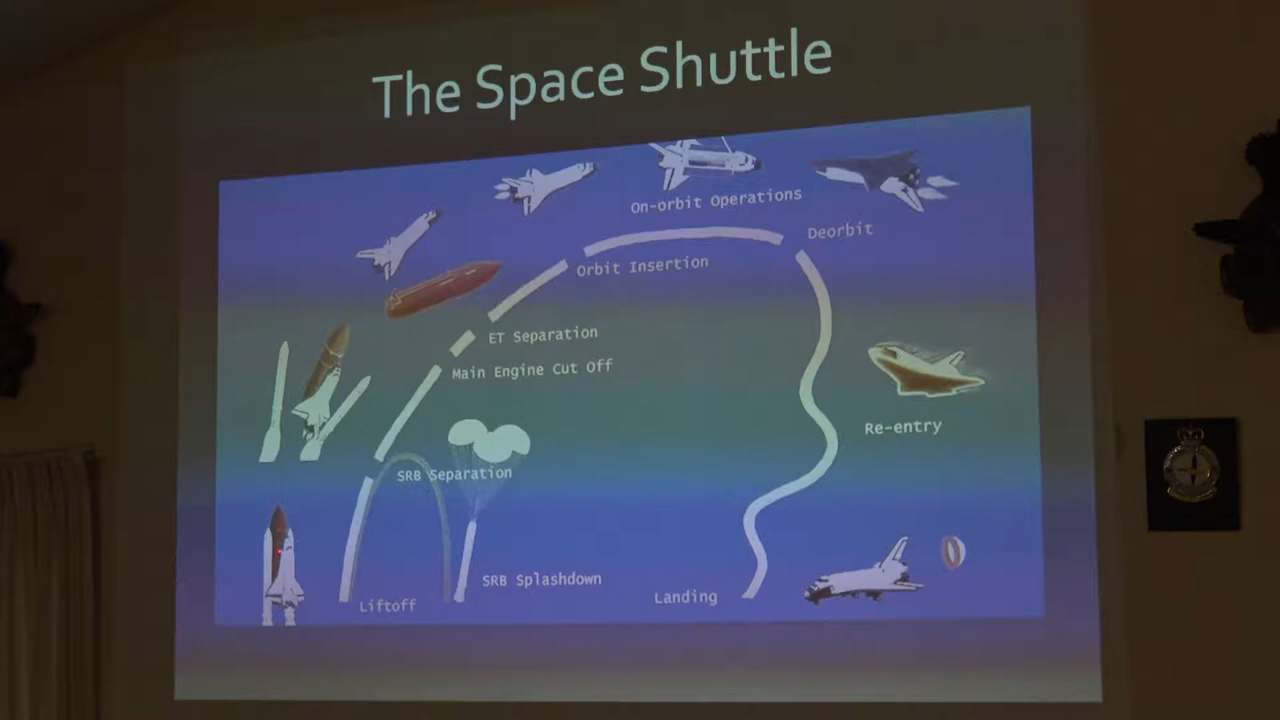 The Space Shuttle
On-orbit Operations
Deorbit
Orbit Insertion
ET Separation
Main Engine Cut Off
Re-entry
SRB Separation
SRB Splashdown
Landing
Liftoff